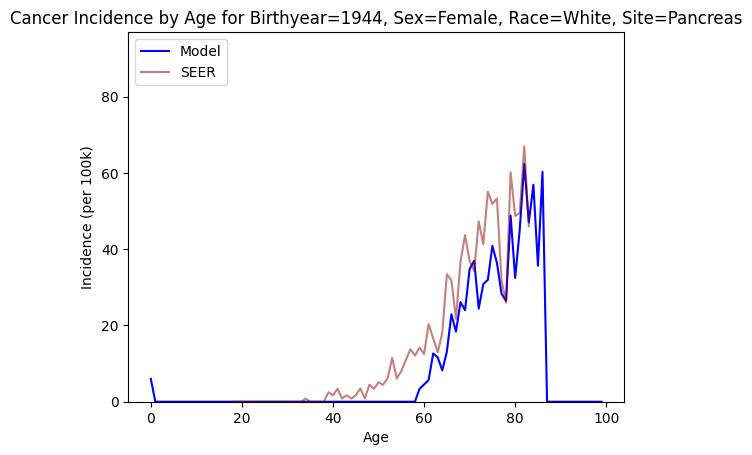 Cancer Incidence by Age for Birthyear=1944, Sex=Female, Race=White, Site=Pancreas
Model
SEER
Incidence (per 100k)
80
60
40
20
0
0 20 40 60 80 100
Age